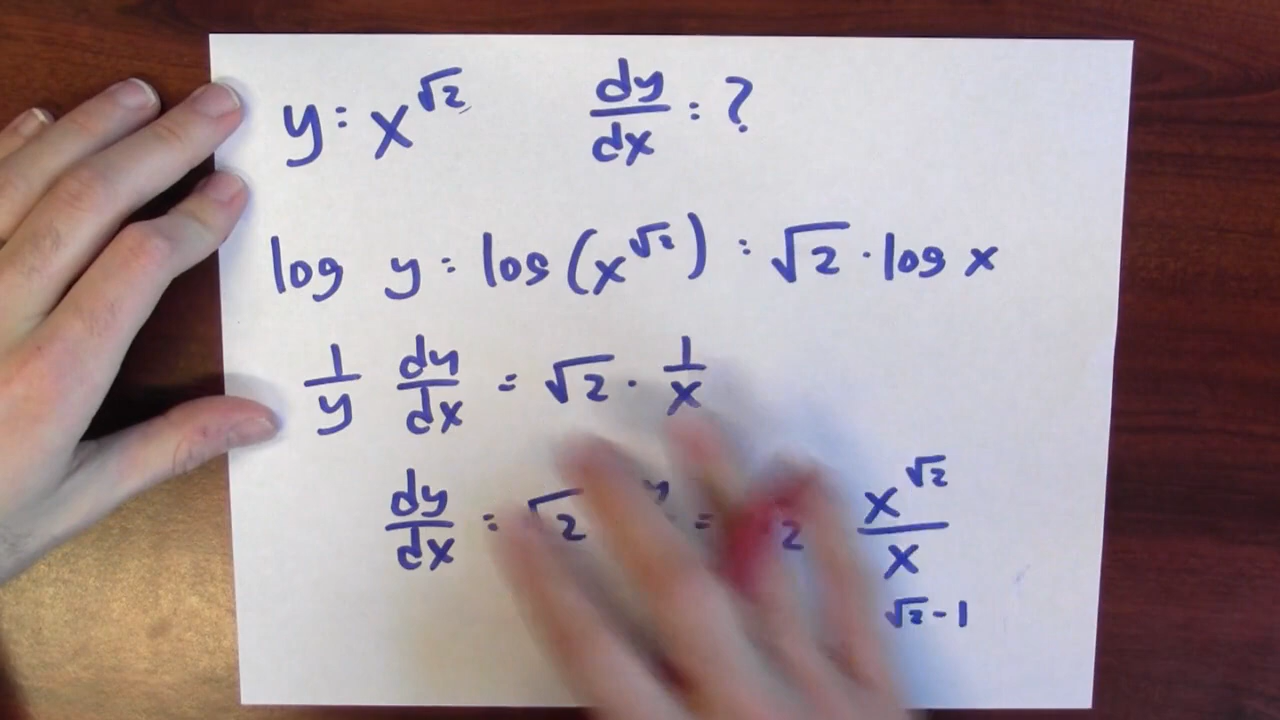 y = x^√2    dy/dx = ?
log y = log(x^√2) = √2 · log x
1/y dy/dx = √2 · 1/x
dy/dx = √2 y = 2 x^√2/x
√2 - 1